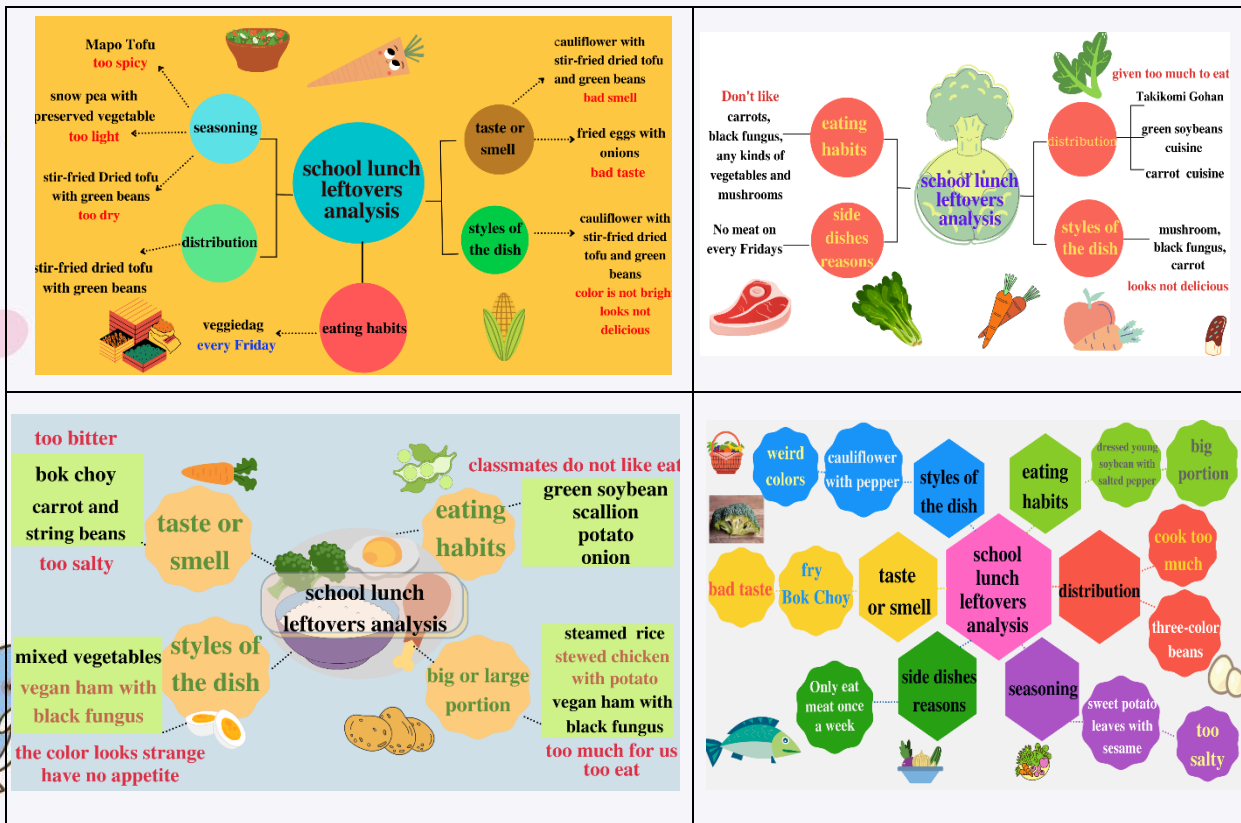 Mapo Tofu
too spicy
snow pea with
preserved vegetable
too light
stir-fried Dried tofu
with green beans
too dry
stir-fried dried tofu
with green beans
seasoning
distribution
school lunch
leftovers
analysis
veggiedag
every Friday
eating habits
taste or
smell
styles of
the dish
cauliflower with
stir-fried dried tofu
and green beans
bad smell
fried eggs with
onions
bad taste
cauliflower with
stir-fried dried
tofu and green
beans
color is not brigh
looks not
delicious
Don't like
carrots,
black fungus,
any kinds of
vegetables and
mushrooms
No meat on
every Fridays
eating
habits
side
dishes
reasons
school lunch
leftovers
analysis
distribution
styles of
the dish
given too much to eat
Takikomi Gohan
green soybeans
cuisine
carrot cuisine
mushroom,
black fungus,
carrot
looks not delicious
too bitter
bok choy
carrot and
string beans
too salty
taste or
smell
mixed vegetables
vegan ham with
black fungus
the color looks strange
have no appetite
styles of
the dish
school lunch
leftovers analysis
eating
habits
classmates do not like eat
green soybean
scallion
potato
onion
big or large
portion
steamed rice
stewed chicken
with potato
vegan ham with
black fungus
too much for us
too eat
weird
colors
cauliflower
with pepper
styles of
the dish
eating
habits
dressed young
soybean with
salted pepper
big
portion
bad taste
fry
Bok Choy
taste
or smell
school
lunch
leftovers
analysis
distribution
cook too
much
three-color
beans
Only eat
meat once
a week
side dishes
reasons
seasoning
sweet potato
leaves with
sesame
too
salty